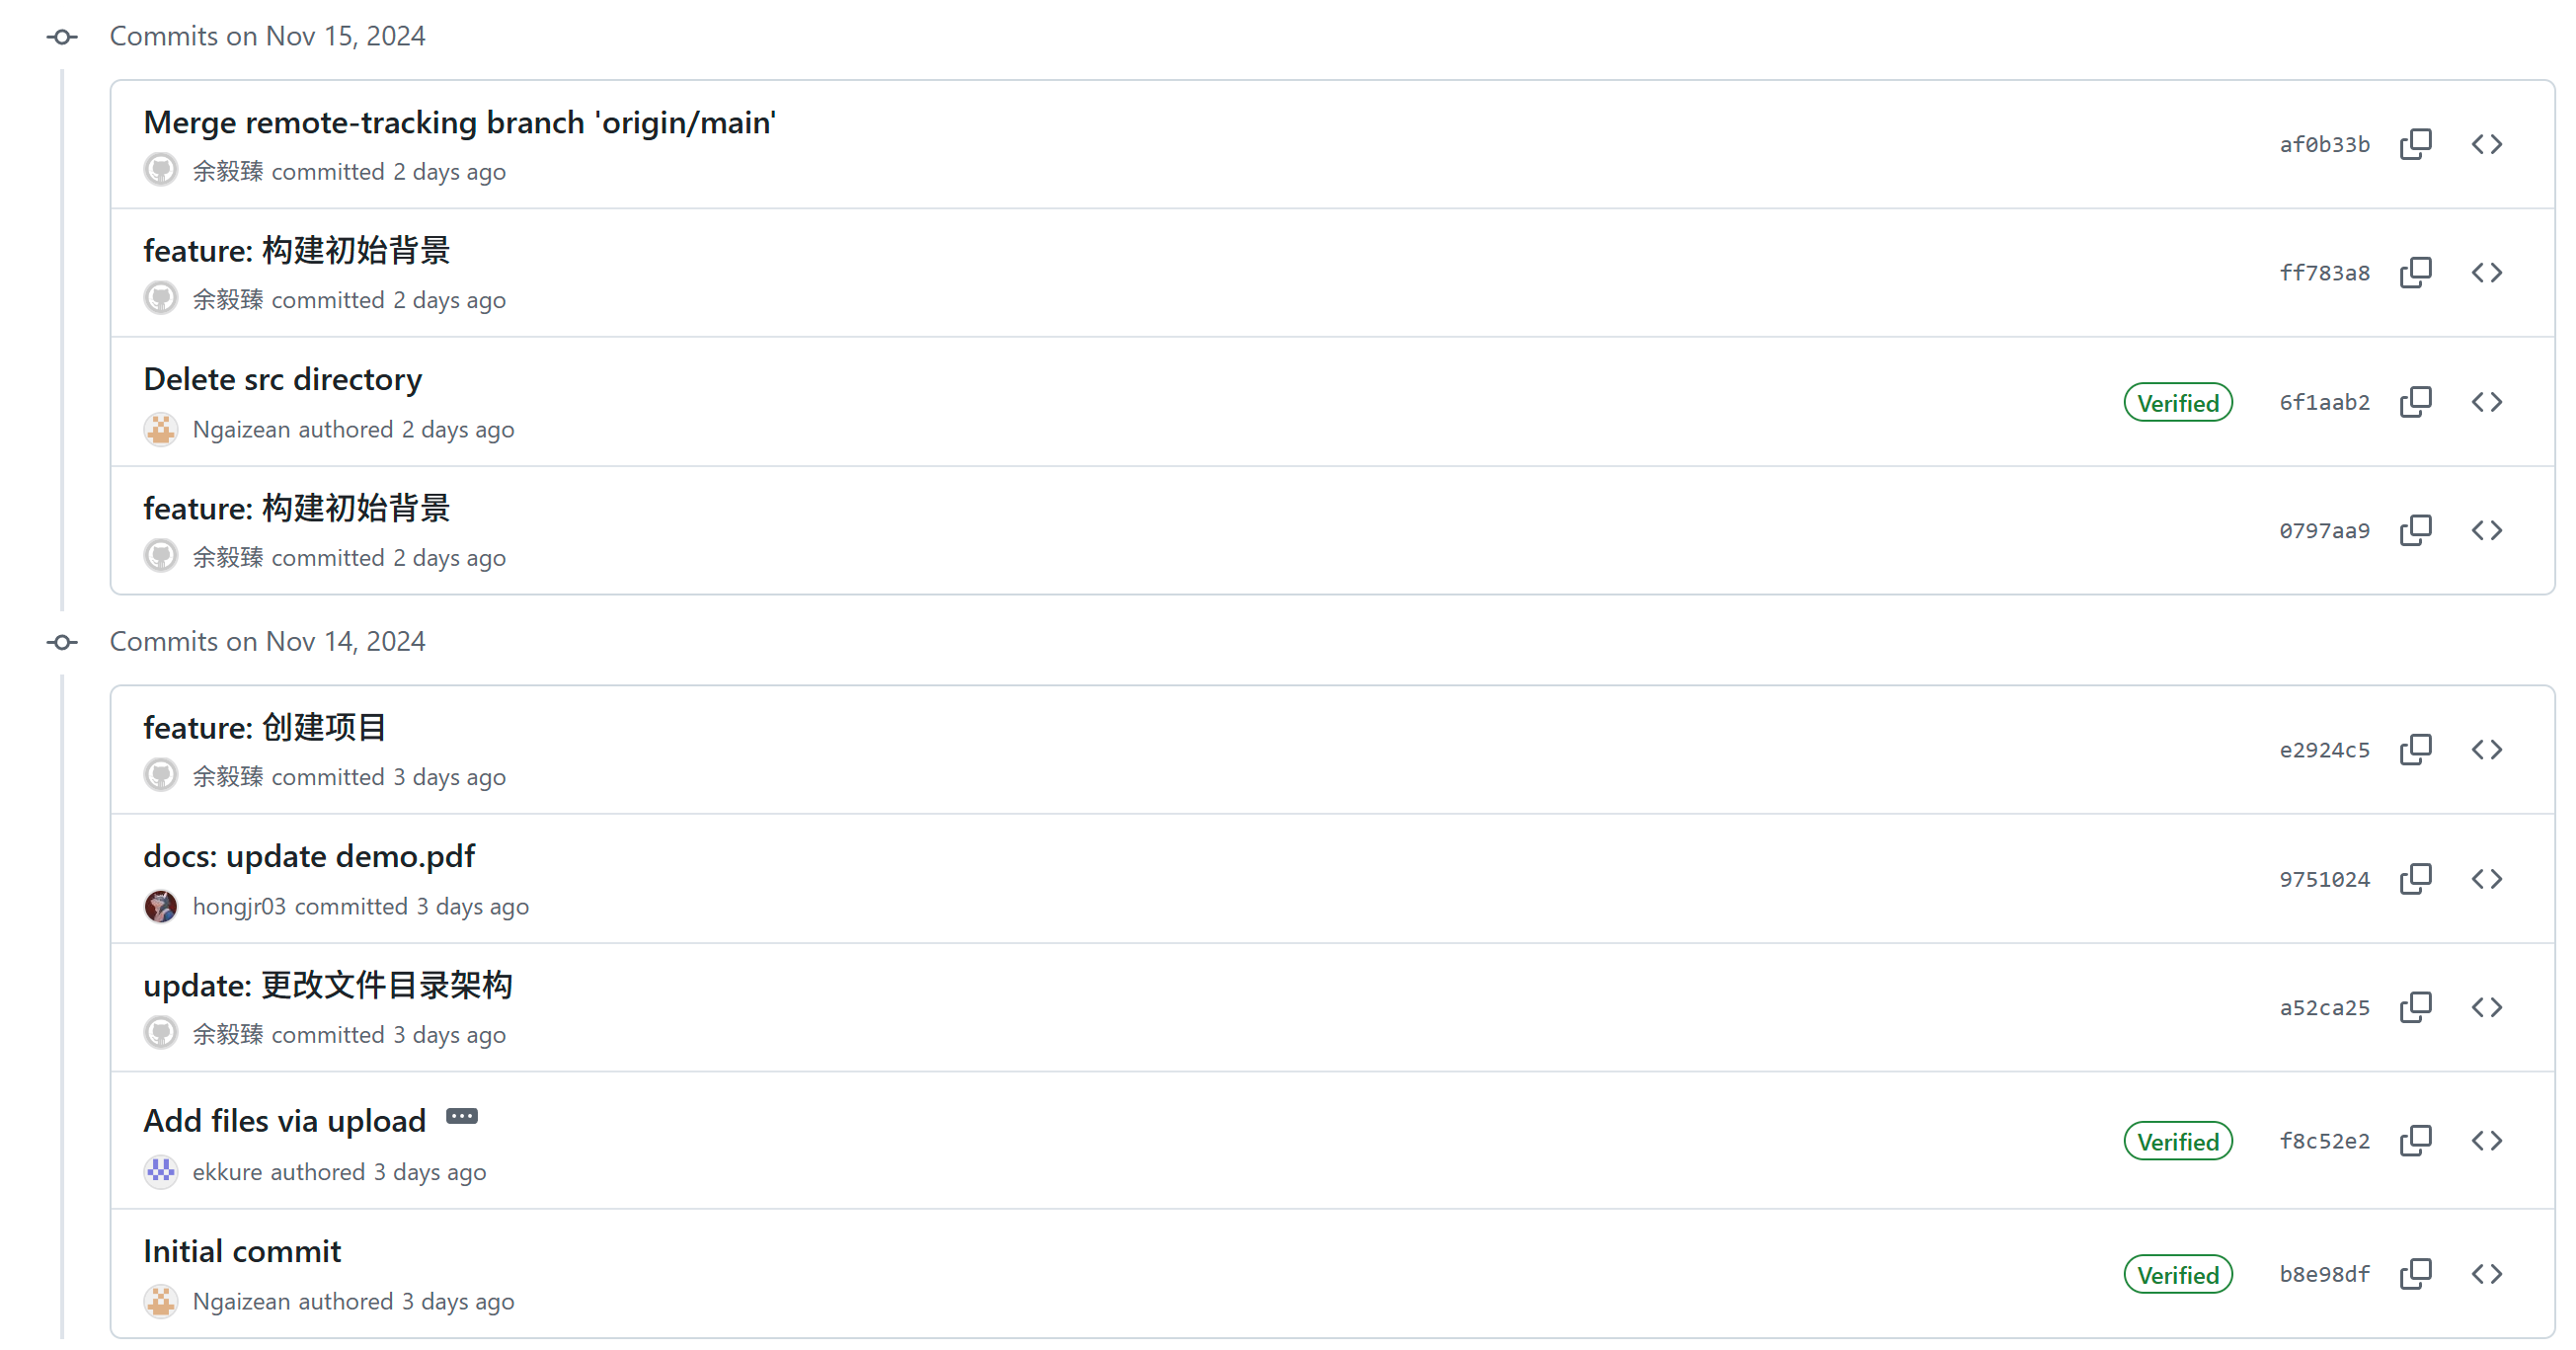 Commits on Nov 15, 2024
Merge remote-tracking branch 'origin/main'
余毅臻 committed 2 days ago
af0b33b
feature: 构建初始背景
余毅臻 committed 2 days ago
ff783a8
Delete src directory
Ngaizean authored 2 days ago
Verified 6f1aab2
feature: 构建初始背景
余毅臻 committed 2 days ago
0797aa9
Commits on Nov 14, 2024
feature: 创建项目
余毅臻 committed 3 days ago
e2924c5
docs: update demo.pdf
hongjr03 committed 3 days ago
9751024
update: 更改文件目录架构
余毅臻 committed 3 days ago
a52ca25
Add files via upload
ekkure authored 3 days ago
Verified f8c52e2
Initial commit
Ngaizean authored 3 days ago
Verified b8e98df